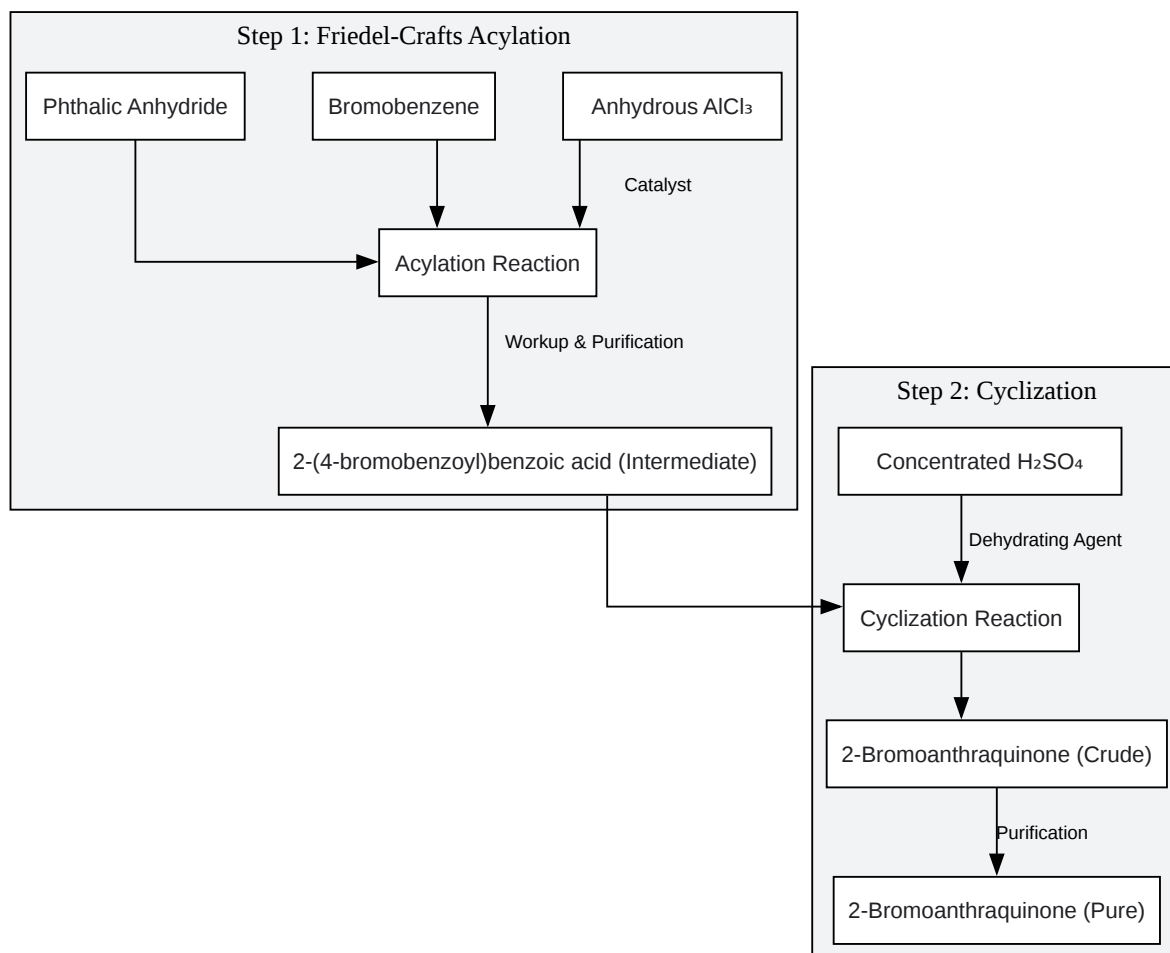 Step 1: Friedel-Crafts Acylation
Phthalic Anhydride
Bromobenzene
Anhydrous AlCl₃
Catalyst
Acylation Reaction
Workup & Purification
2-(4-bromobenzoyl)benzoic acid (Intermediate)
Step 2: Cyclization
Concentrated H₂SO₄
Dehydrating Agent
Cyclization Reaction
2-Bromoanthraquinone (Crude)
Purification
2-Bromoanthraquinone (Pure)